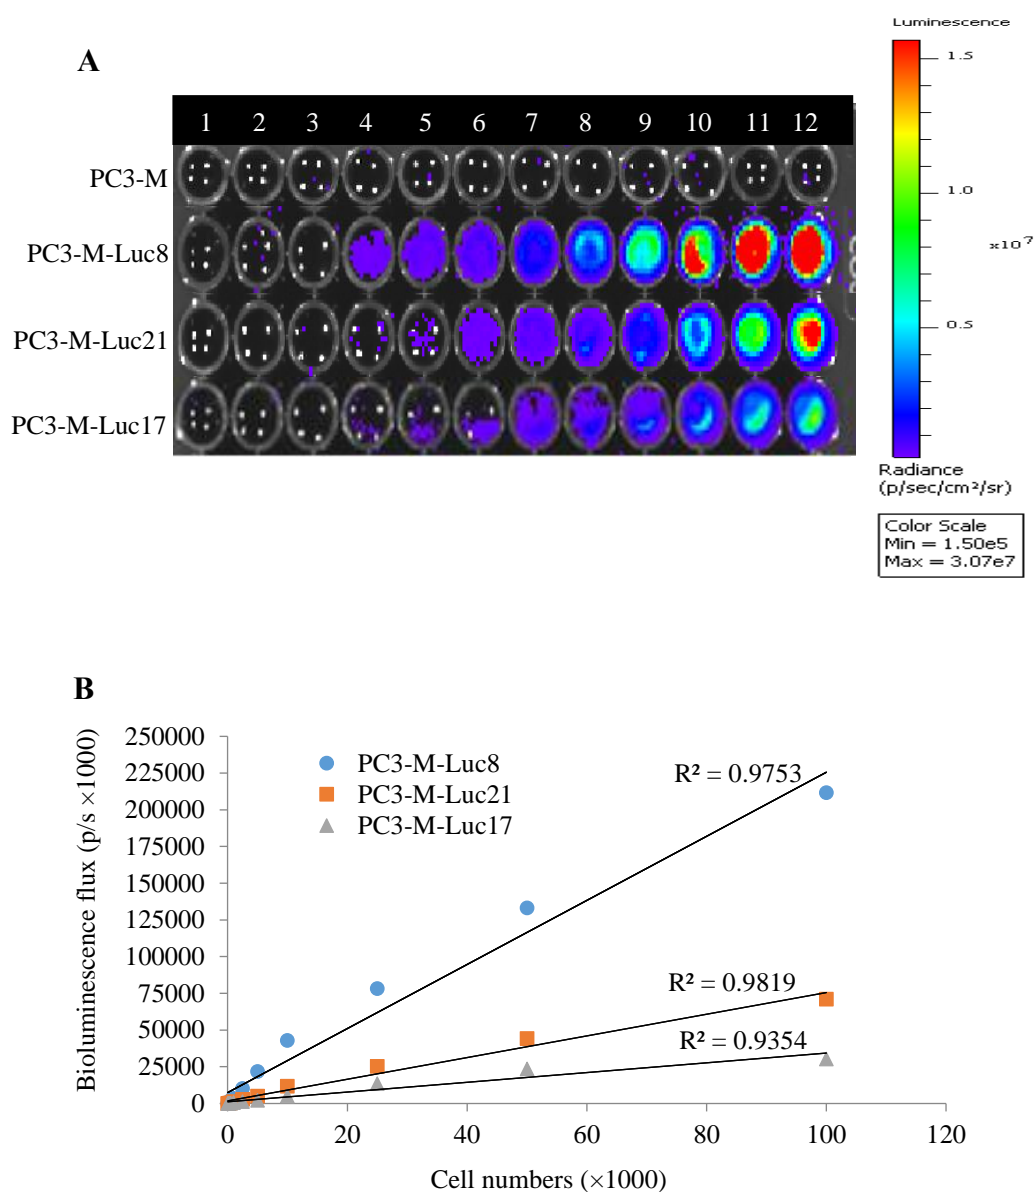 Luminescence
A
1.5
1 2 3 4 5 6 7 8 9 10 11 12
PC3-M
1.0
PC3-M-Luc8
×10⁷
PC3-M-Luc21
0.5
PC3-M-Luc17
Radiance
(p/sec/cm²/sr)
Color Scale
Min = 1.50e5
Max = 3.07e7
B
Bioluminescence flux (p/s ×1000)
250000
225000
200000
175000
150000
125000
100000
75000
50000
25000
0
PC3-M-Luc8
PC3-M-Luc21
PC3-M-Luc17
R² = 0.9753
R² = 0.9819
R² = 0.9354
0 20 40 60 80 100 120
Cell numbers (×1000)